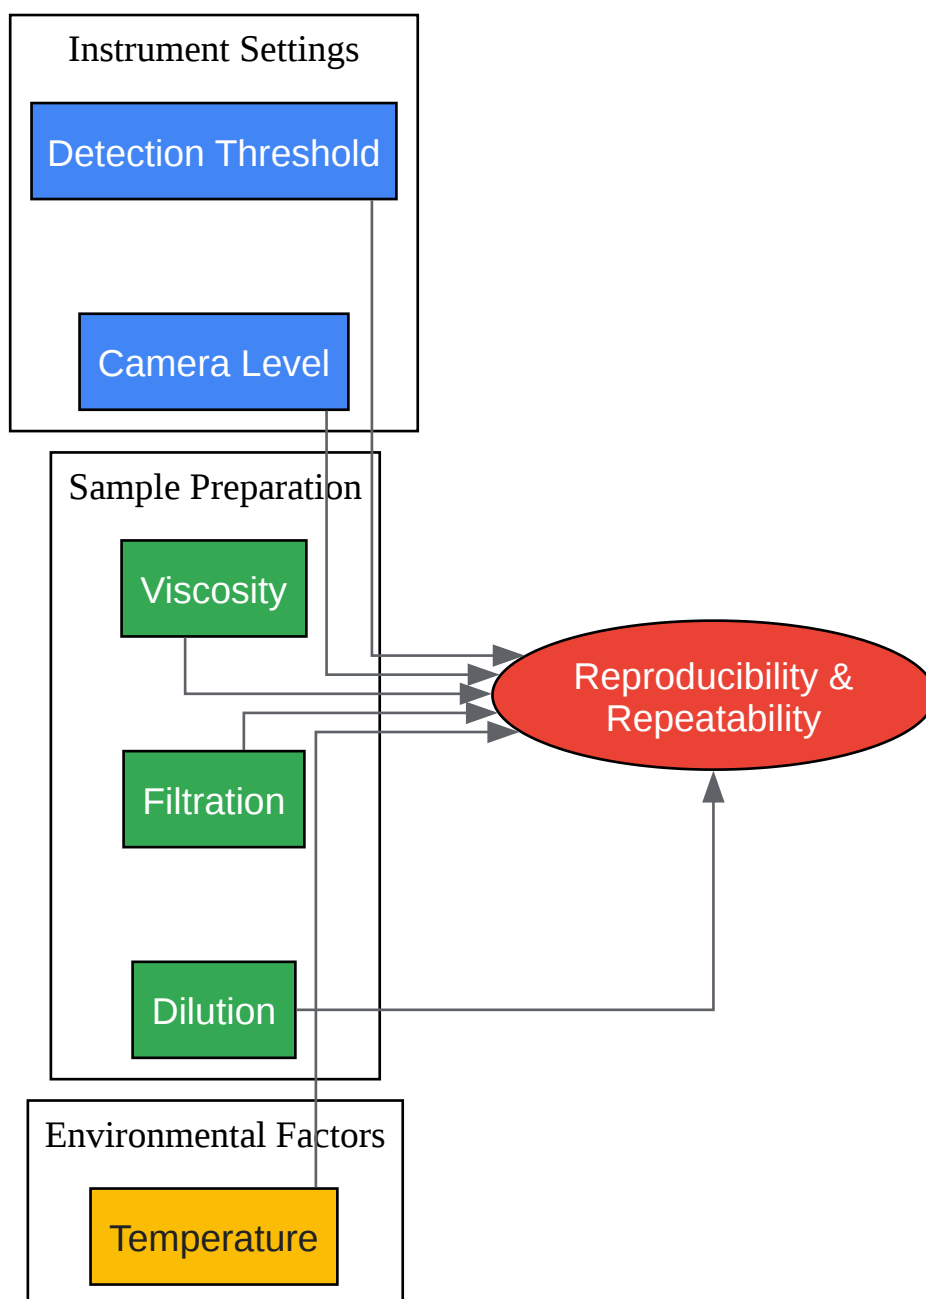 Instrument Settings
Detection Threshold
Camera Level
Sample Preparation
Viscosity
Reproducibility &
Repeatability
Filtration
Dilution
Environmental Factors
Temperature